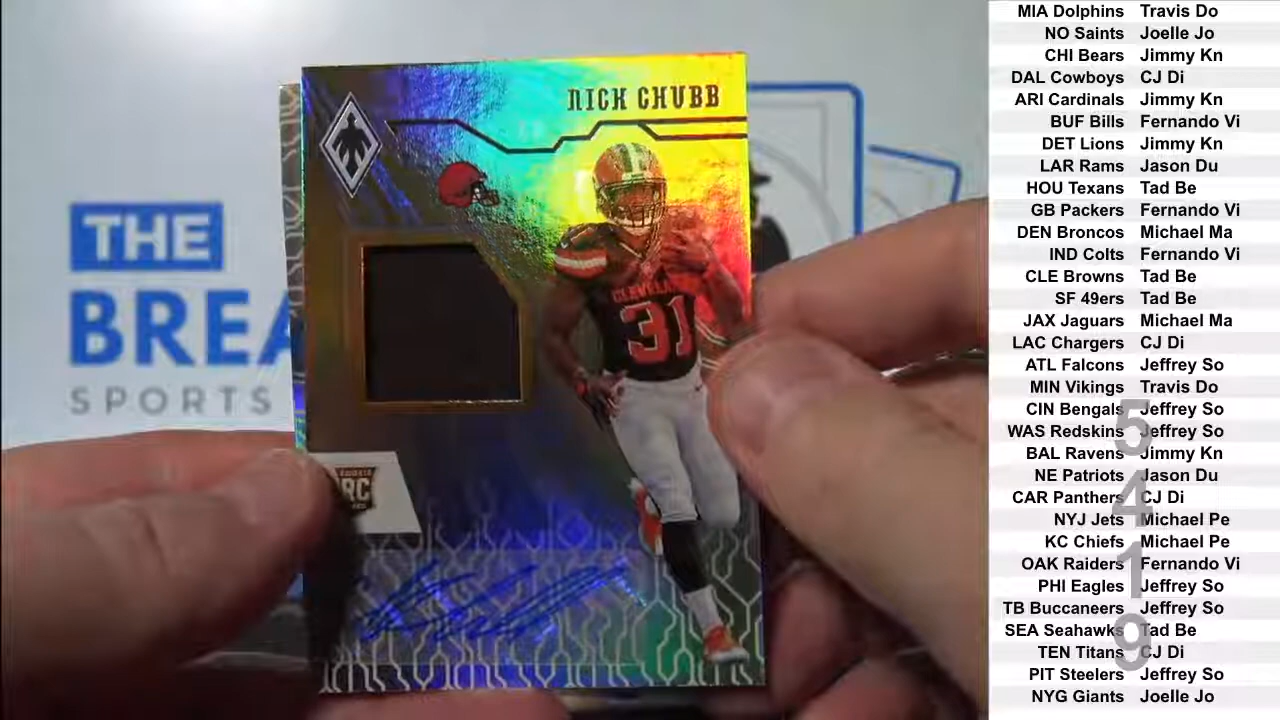 NICK CHUBB
THE
BREA
SPORTS
CLEVELAND
31
RC
MIA Dolphins Travis Do
NO Saints Joelle Jo
CHI Bears Jimmy Kn
DAL Cowboys CJ Di
ARI Cardinals Jimmy Kn
BUF Bills Fernando Vi
DET Lions Jimmy Kn
LAR Rams Jason Du
HOU Texans Tad Be
GB Packers Fernando Vi
DEN Broncos Michael Ma
IND Colts Fernando Vi
CLE Browns Tad Be
SF 49ers Tad Be
JAX Jaguars Michael Ma
LAC Chargers CJ Di
ATL Falcons Jeffrey So
MIN Vikings Travis Do
CIN Bengals Jeffrey So
WAS Redskins Jeffrey So
BAL Ravens Jimmy Kn
NE Patriots Jason Du
CAR Panthers CJ Di
NYJ Jets Michael Pe
KC Chiefs Michael Pe
OAK Raiders Fernando Vi
PHI Eagles Jeffrey So
TB Buccaneers Jeffrey So
SEA Seahawks Tad Be
TEN Titans CJ Di
PIT Steelers Jeffrey So
NYG Giants Joelle Jo
5
4
1
9